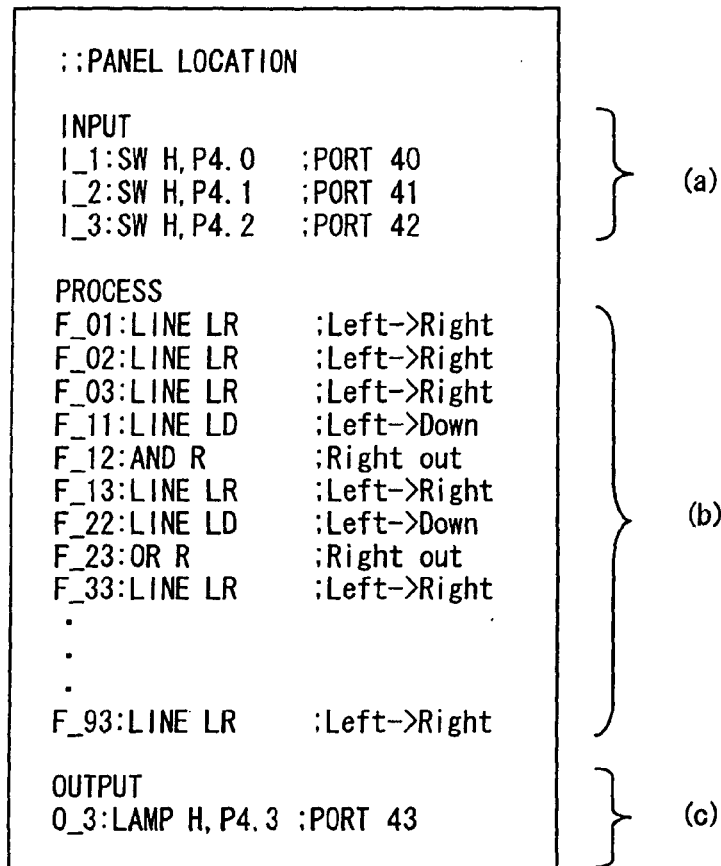 ::PANEL LOCATION
INPUT
I_1:SW H,P4.0 ;PORT 40
I_2:SW H,P4.1 ;PORT 41
I_3:SW H,P4.2 ;PORT 42
(a)
PROCESS
F_01:LINE LR ;Left->Right
F_02:LINE LR ;Left->Right
F_03:LINE LR ;Left->Right
F_11:LINE LD ;Left->Down
F_12:AND R ;Right out
F_13:LINE LR ;Left->Right
F_22:LINE LD ;Left->Down
F_23:OR R ;Right out
F_33:LINE LR ;Left->Right
.
.
.
F_93:LINE LR ;Left->Right
(b)
OUTPUT
O_3:LAMP H,P4.3 ;PORT 43
(c)